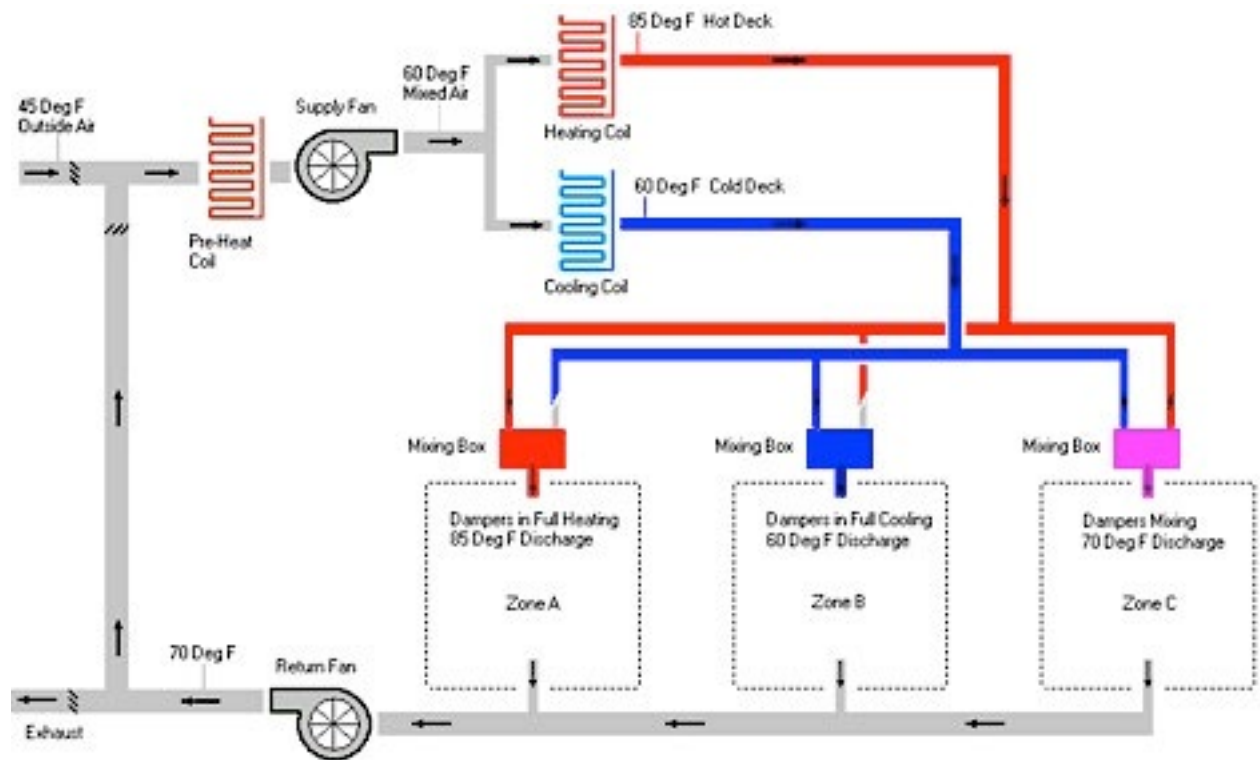 85 Deg F Hot Deck
60 Deg F
Mixed Air
45 Deg F
Outside Air
Supply Fan
Heating Coil
60 Deg F Cold Deck
Pre-Heat
Coil
Cooling Coil
Mixing Box
Mixing Box
Mixing Box
Dampers in Full Heating
85 Deg F Discharge
Dampers in Full Cooling
60 Deg F Discharge
Dampers Mixing
70 Deg F Discharge
Zone A
Zone B
Zone C
70 Deg F
Return Fan
Exhaust